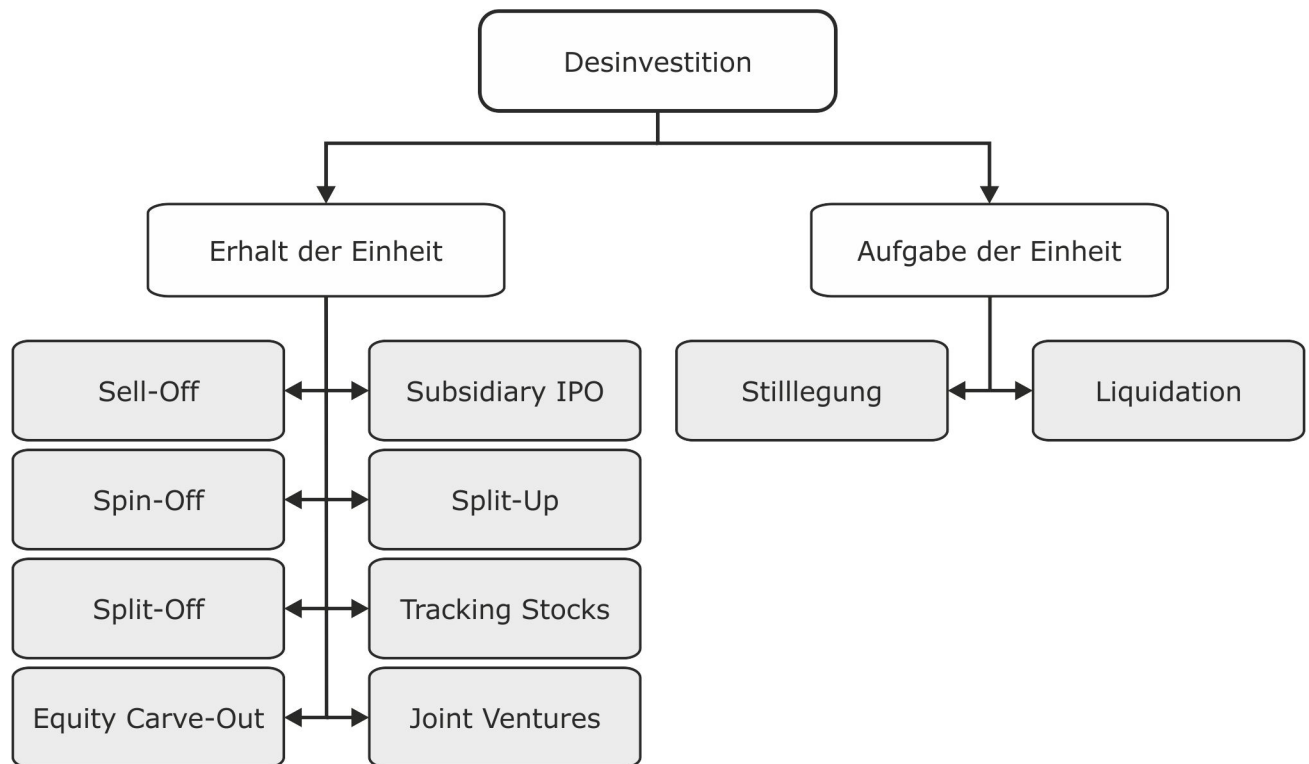 Desinvestition
Erhalt der Einheit
Aufgabe der Einheit
Sell-Off
Subsidiary IPO
Stilllegung
Liquidation
Spin-Off
Split-Up
Split-Off
Tracking Stocks
Equity Carve-Out
Joint Ventures